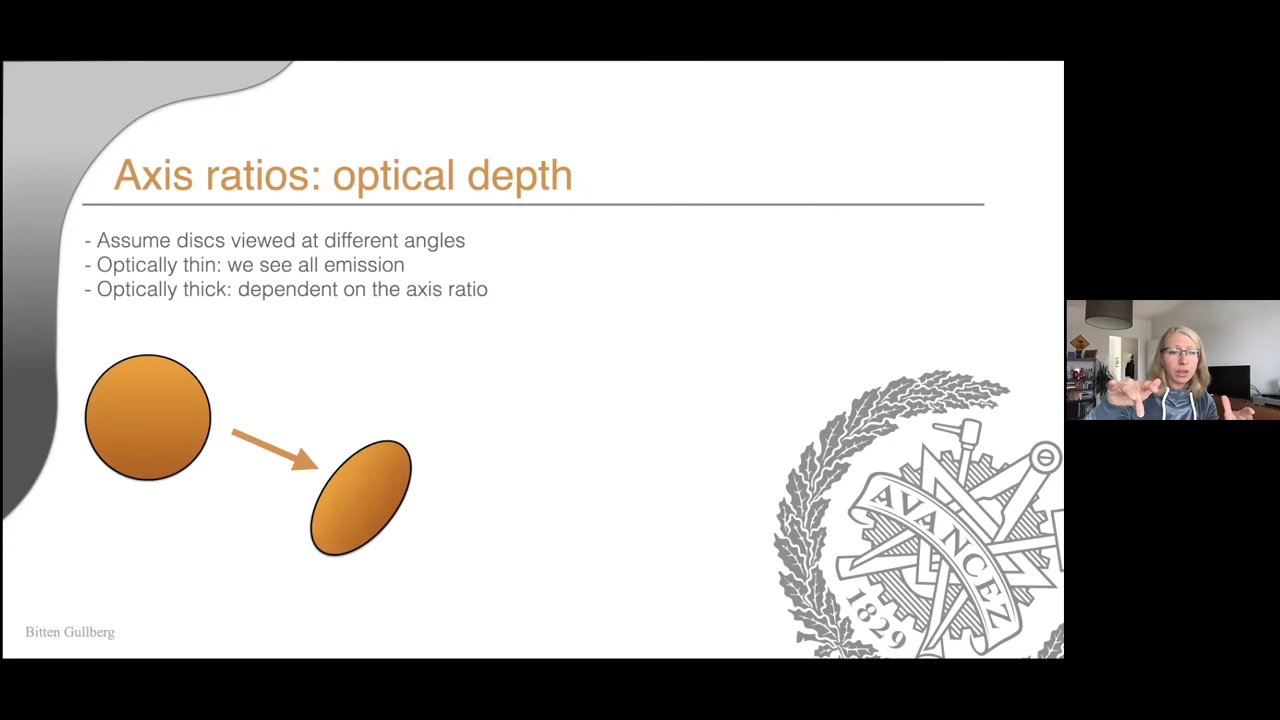 Axis ratios: optical depth
- Assume discs viewed at different angles
- Optically thin: we see all emission
- Optically thick: dependent on the axis ratio
AVANCEZ
1829
Bitten Gullberg